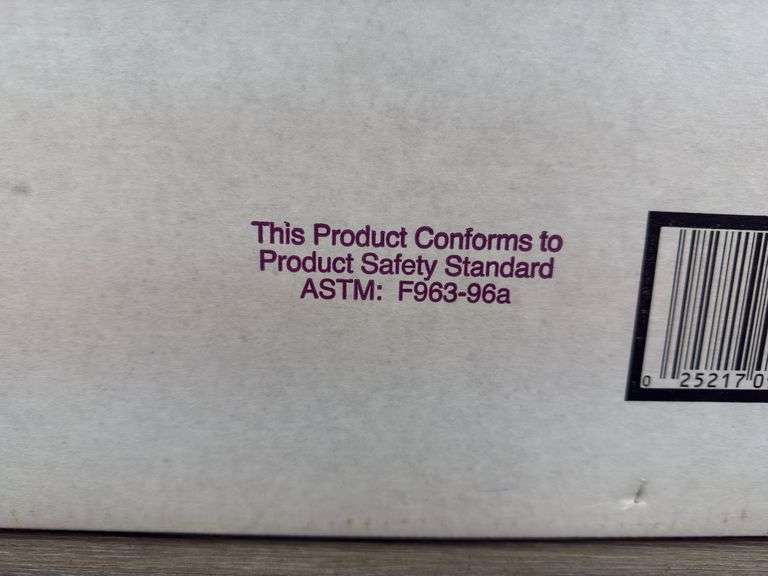 This Product Conforms to
Product Safety Standard
ASTM: F963-96a
0 25217 0